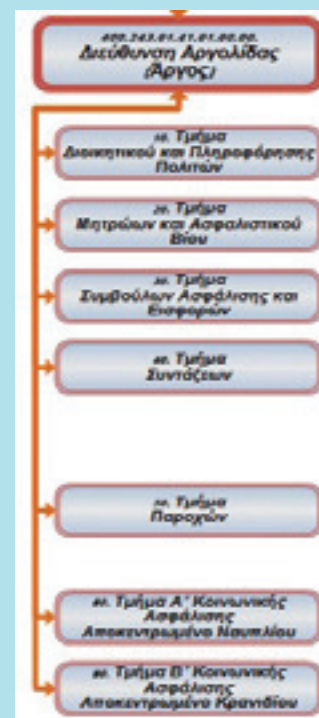 Διεύθυνση Αργολίδας
(Άργος)
Τμήμα
Διοικητικού και Πληροφόρησης
Πολιτών
Τμήμα
Μητρώων και Ασφαλιστικού
Βίου
Τμήμα
Συμβούλων Ασφάλισης και
Εισφορών
Τμήμα
Συντάξεων
Τμήμα
Παροχών
Τμήμα Α' Κοινωνικής
Ασφάλισης
Αποκεντρωμένο Ναυπλίου
Τμήμα Β' Κοινωνικής
Ασφάλισης
Αποκεντρωμένο Κρανιδίου